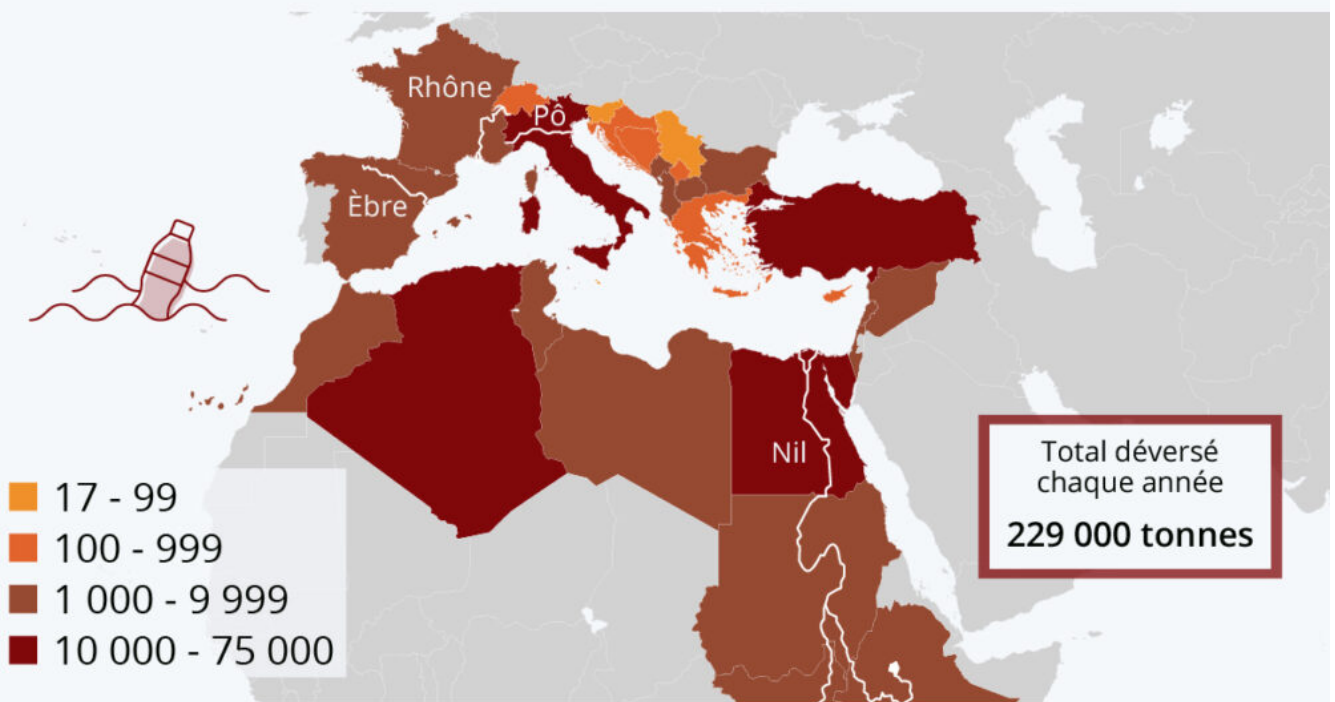 Rhône
Pô
Èbre
Nil
17 - 99
100 - 999
1 000 - 9 999
10 000 - 75 000
Total déversé
chaque année
229 000 tonnes